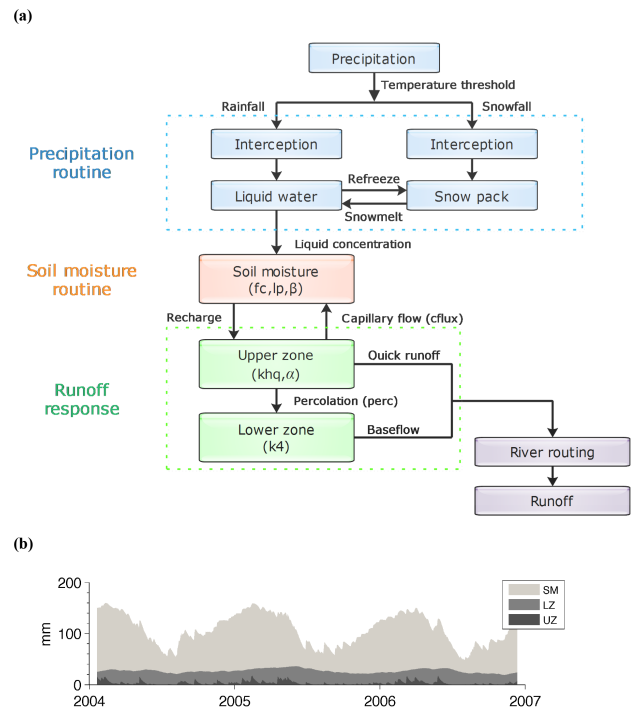 (a)
Precipitation
Temperature threshold
Rainfall
Snowfall
Precipitation
routine
Interception
Interception
Liquid water
Refreeze
Snowmelt
Snow pack
Liquid concentration
Soil moisture
routine
Soil moisture
(fc,lp,β)
Recharge
Capillary flow (cflux)
Runoff
response
Upper zone
(khq,α)
Quick runoff
Percolation (perc)
Lower zone
(k4)
Baseflow
River routing
Runoff
(b)
200
100
0
mm
SM
LZ
UZ
2004
2005
2006
2007